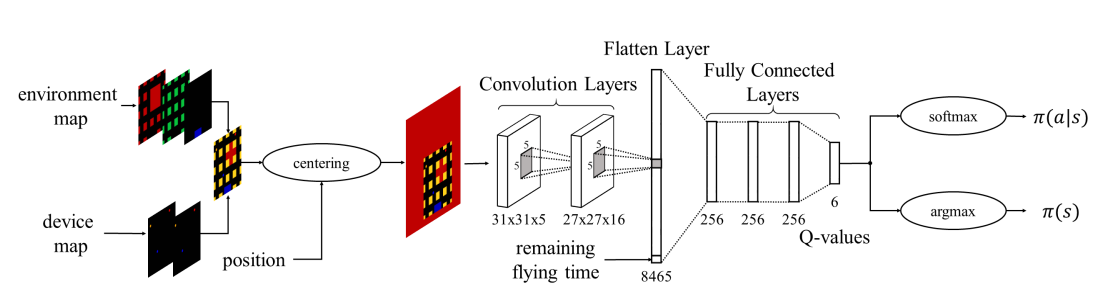 environment
map
device
map
position
centering
Convolution Layers
5
5
5
5
31x31x5
27x27x16
remaining
flying time
Flatten Layer
8465
Fully Connected
Layers
256
256
256
6
Q-values
softmax
argmax
π(a|s)
π(s)